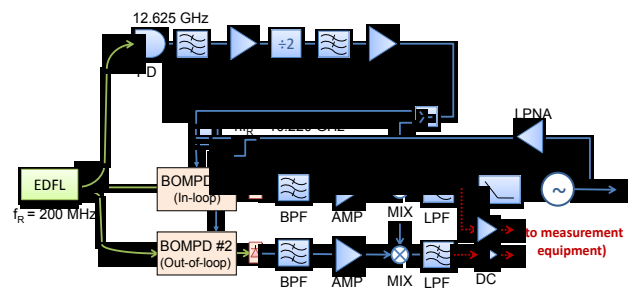 12.625 GHz
÷2
PD
LPNA
EDFL
f_R = 200 MHz
BOMPD
(In-loop)
BPF
AMP
MIX
LPF
~
BOMPD #2
(Out-of-loop)
BPF
AMP
MIX
LPF
DC
to measurement
equipment)